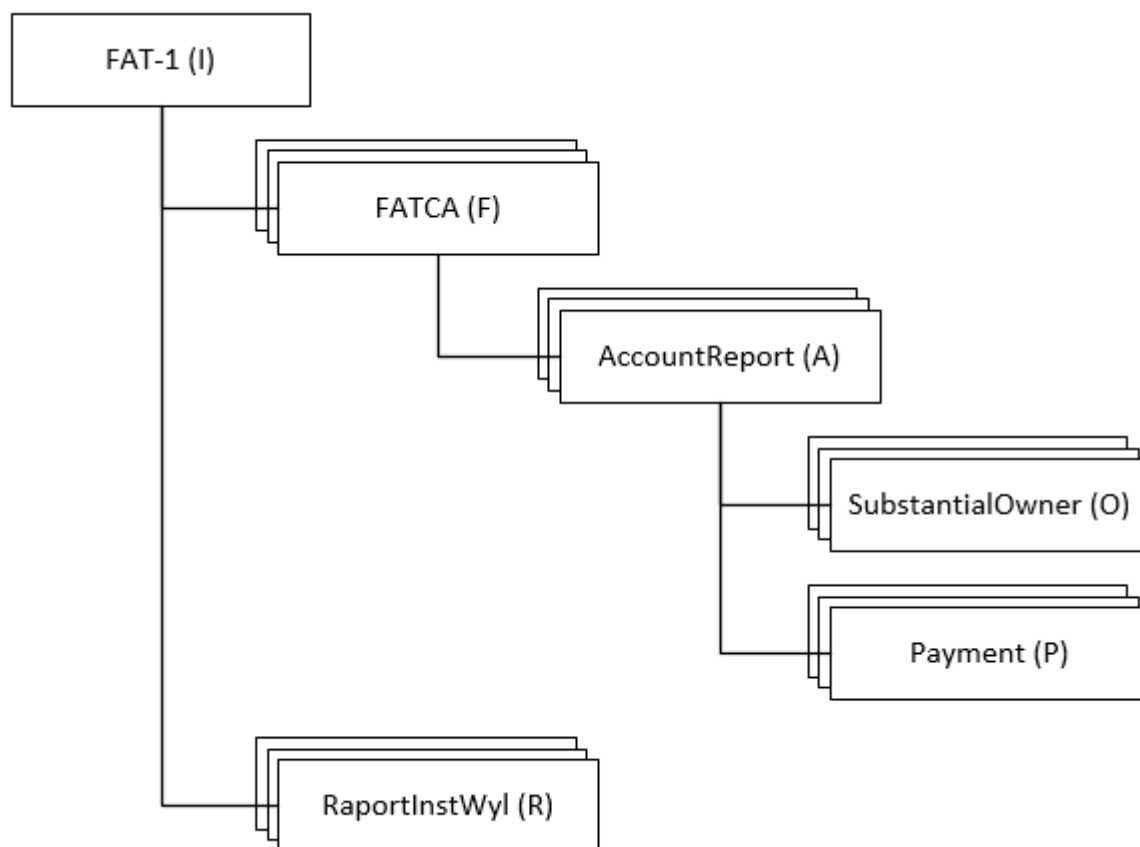 FAT-1 (I)
FATCA (F)
AccountReport (A)
SubstantialOwner (O)
Payment (P)
RaportInstWyl (R)